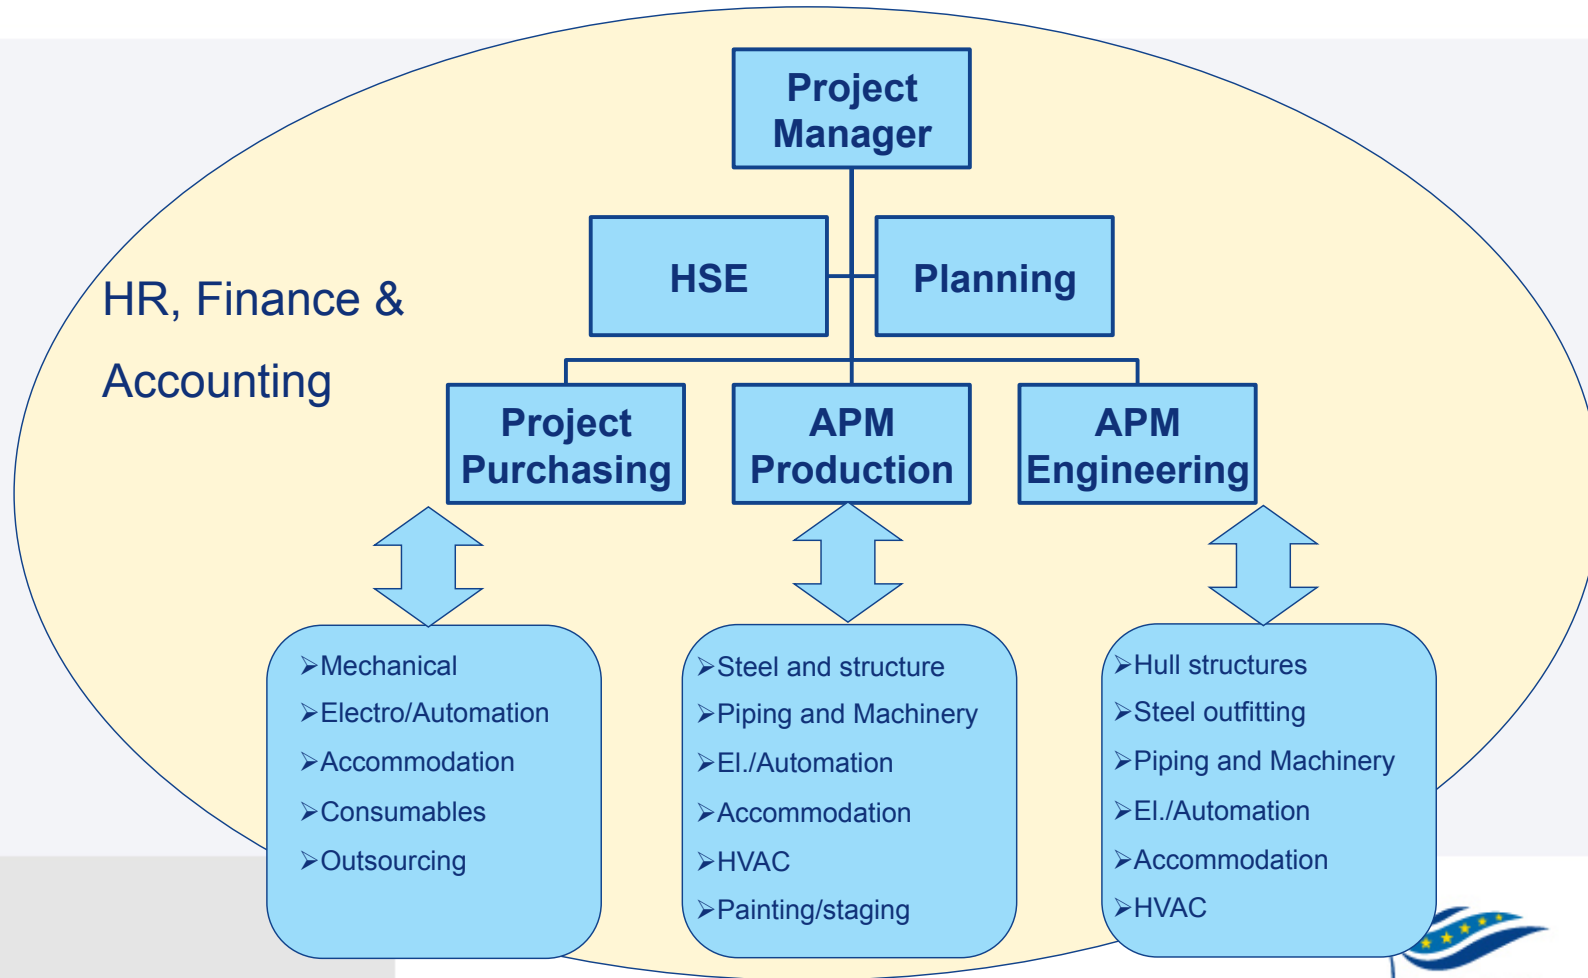 Project
Manager
HSE
Planning
HR, Finance &
Accounting
Project
Purchasing
APM
Production
APM
Engineering
➢Mechanical
➢Electro/Automation
➢Accommodation
➢Consumables
➢Outsourcing
➢Steel and structure
➢Piping and Machinery
➢El./Automation
➢Accommodation
➢HVAC
➢Painting/staging
➢Hull structures
➢Steel outfitting
➢Piping and Machinery
➢El./Automation
➢Accommodation
➢HVAC